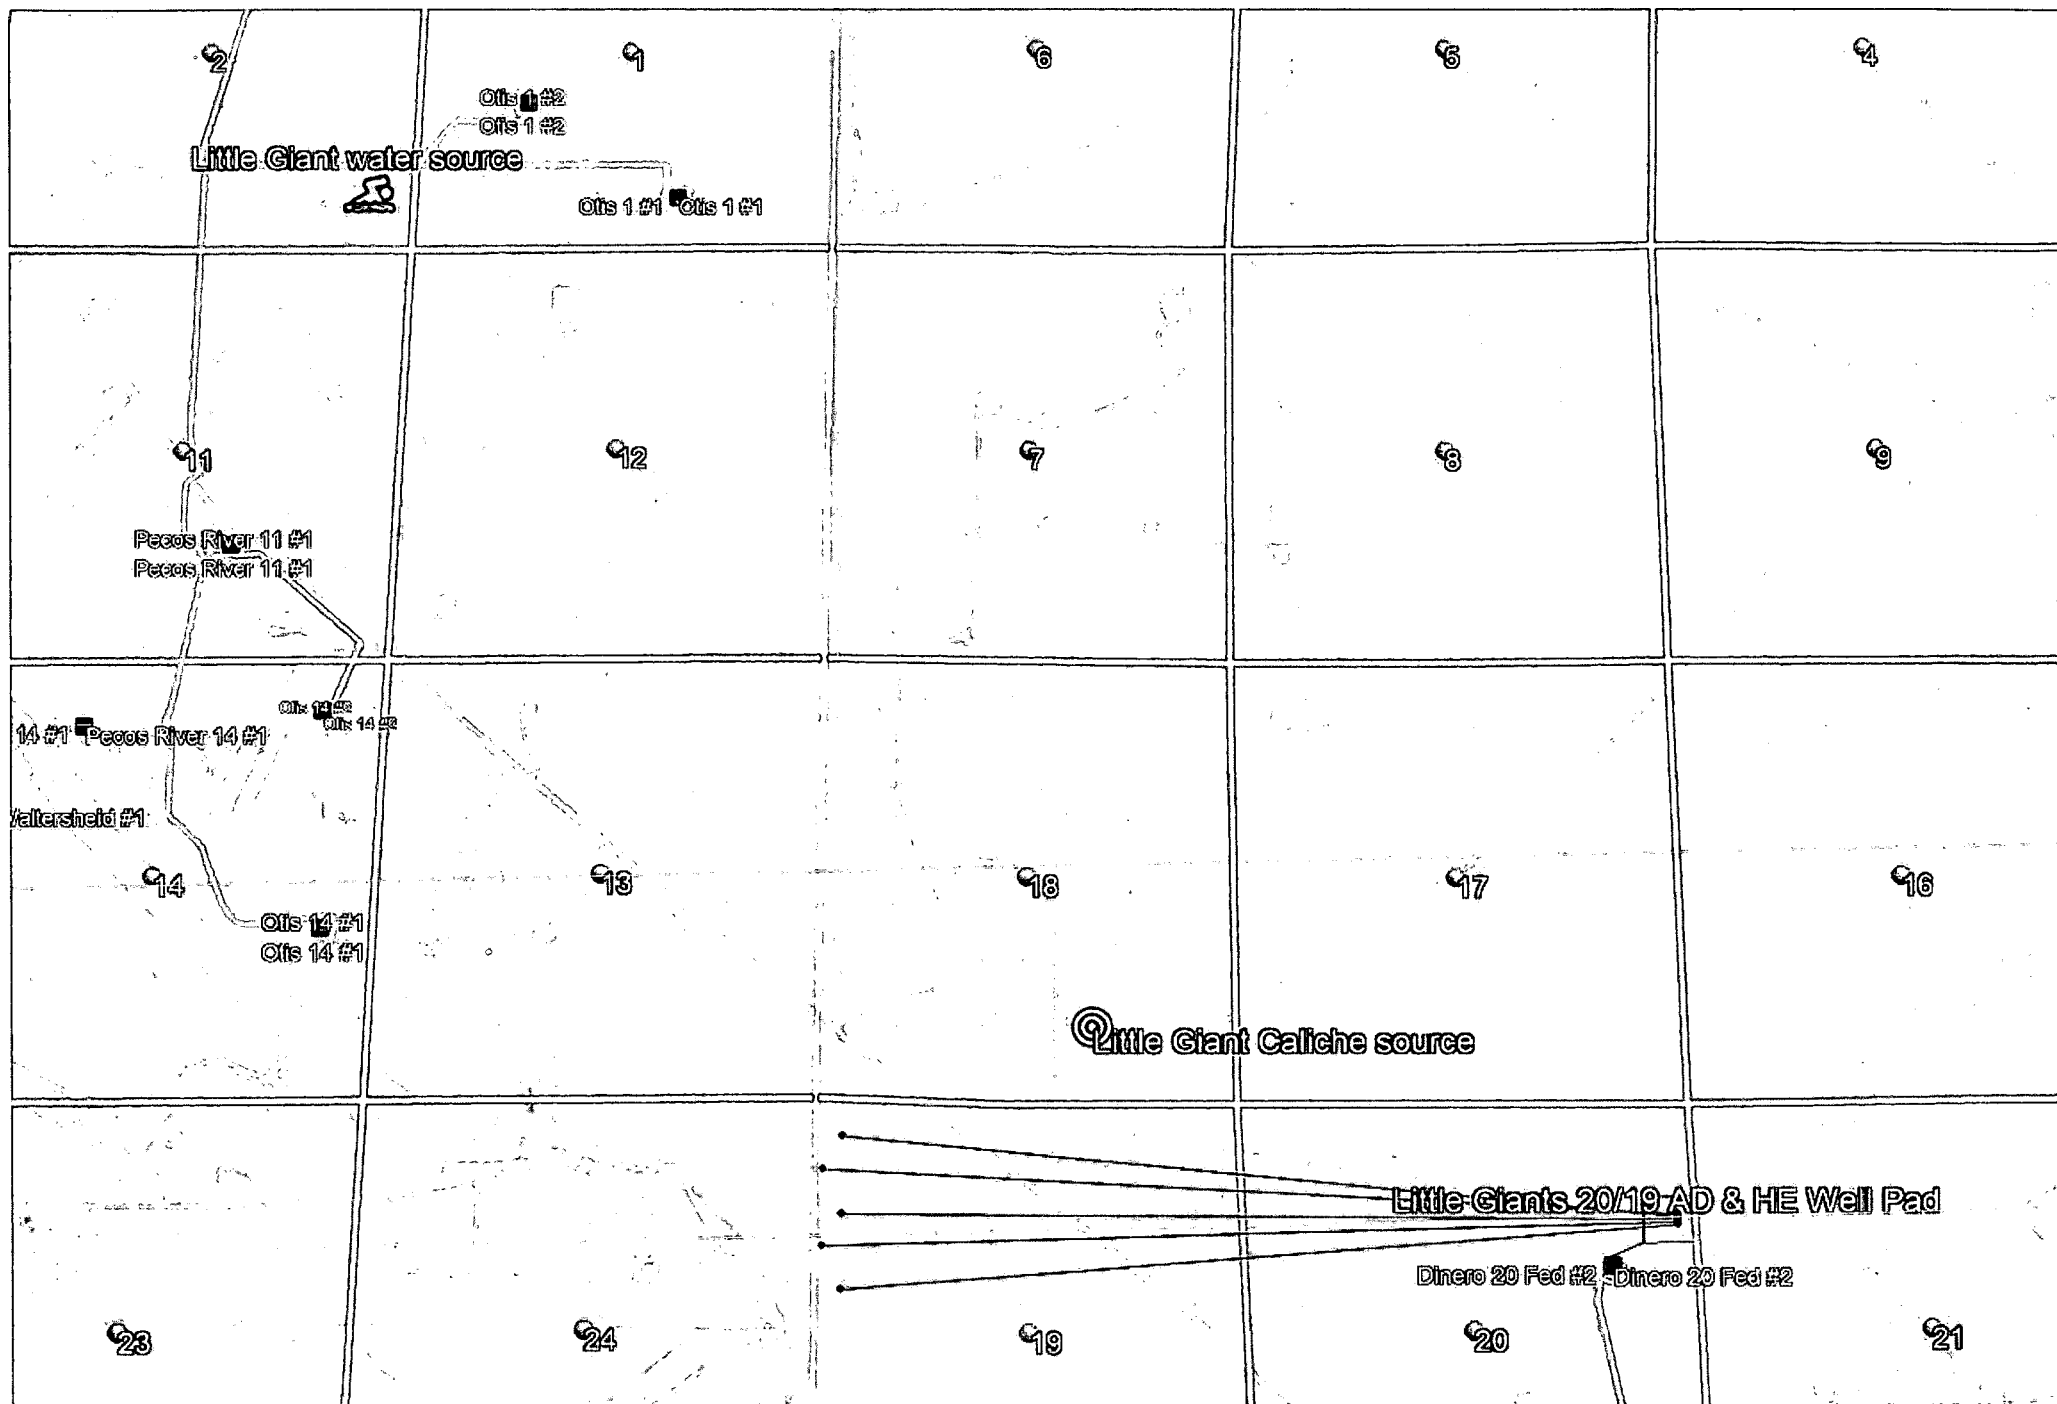 2
1
6
5
4
Otis 1 #2
Otis 1 #2
Little Giant water source
Otis 1 #1 Otis 1 #1
11
12
7
8
9
Pecos River 11 #1
Pecos River 11 #1
Otis 14 #2
Otis 14 #2
14 #1 Pecos River 14 #1
altersheid #1
14
13
18
17
16
Otis 14 #1
Otis 14 #1
Little Giant Caliche source
Little Giants 20/19 AD & HE Well Pad
Dinero 20 Fed #2 Dinero 20 Fed #2
23
24
19
20
21